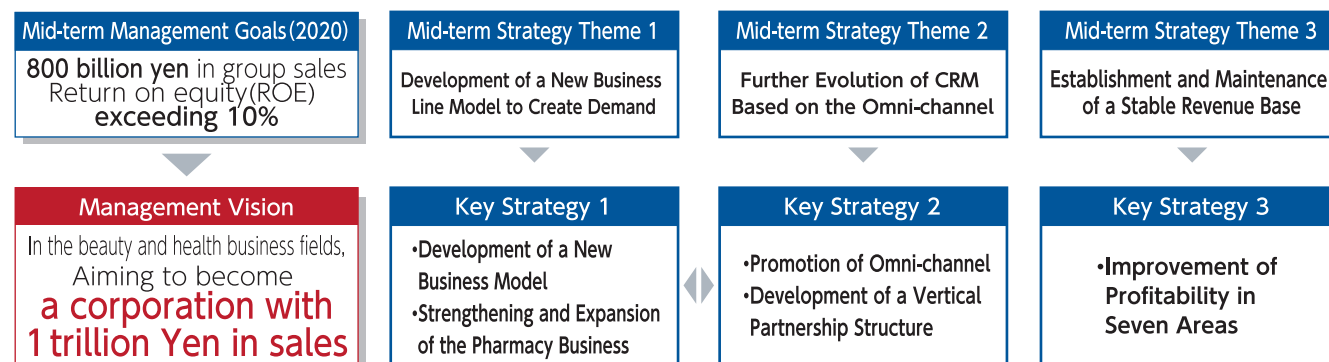 Mid-term Management Goals (2020)
800 billion yen in group sales
Return on equity(ROE)
exceeding 10%
Management Vision
In the beauty and health business fields,
Aiming to become
a corporation with
1 trillion Yen in sales
Mid-term Strategy Theme 1
Development of a New Business
Line Model to Create Demand
Key Strategy 1
•Development of a New
Business Model
•Strengthening and Expansion
of the Pharmacy Business
Mid-term Strategy Theme 2
Further Evolution of CRM
Based on the Omni-channel
Key Strategy 2
•Promotion of Omni-channel
•Development of a Vertical
Partnership Structure
Mid-term Strategy Theme 3
Establishment and Maintenance
of a Stable Revenue Base
Key Strategy 3
•Improvement of
Profitability in
Seven Areas